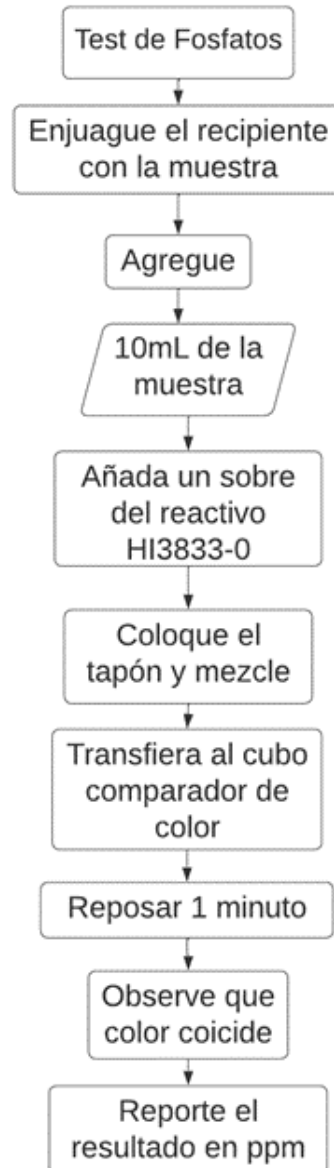 Test de Fosfatos
Enjuague el recipiente
con la muestra
Agregue
10mL de la
muestra
Añada un sobre
del reactivo
HI3833-0
Coloque el
tapón y mezcle
Transfiera al cubo
comparador de
color
Reposar 1 minuto
Observe que
color coicide
Reporte el
resultado en ppm